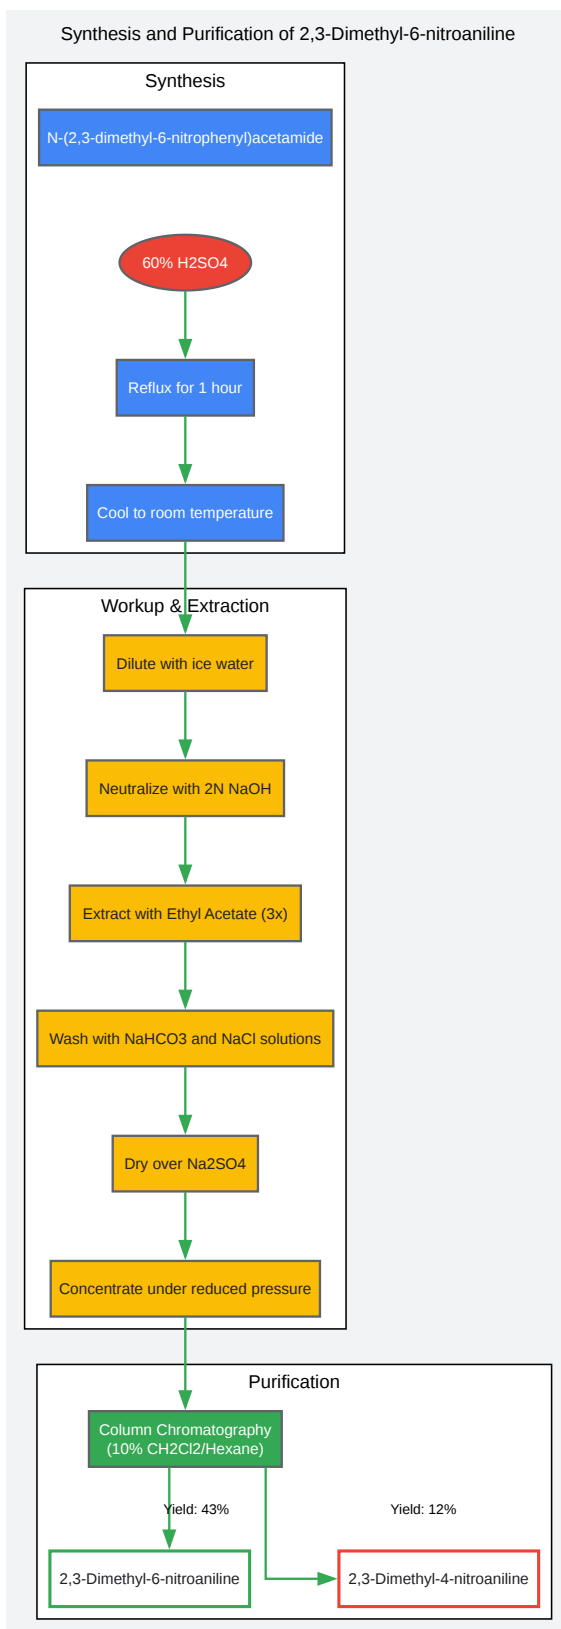 Synthesis and Purification of 2,3-Dimethyl-6-nitroaniline
Synthesis
N-(2,3-dimethyl-6-nitrophenyl)acetamide
60% H2SO4
Reflux for 1 hour
Cool to room temperature
Workup & Extraction
Dilute with ice water
Neutralize with 2N NaOH
Extract with Ethyl Acetate (3x)
Wash with NaHCO3 and NaCl solutions
Dry over Na2SO4
Concentrate under reduced pressure
Purification
Column Chromatography
(10% CH2Cl2/Hexane)
Yield: 43%
Yield: 12%
2,3-Dimethyl-6-nitroaniline
2,3-Dimethyl-4-nitroaniline